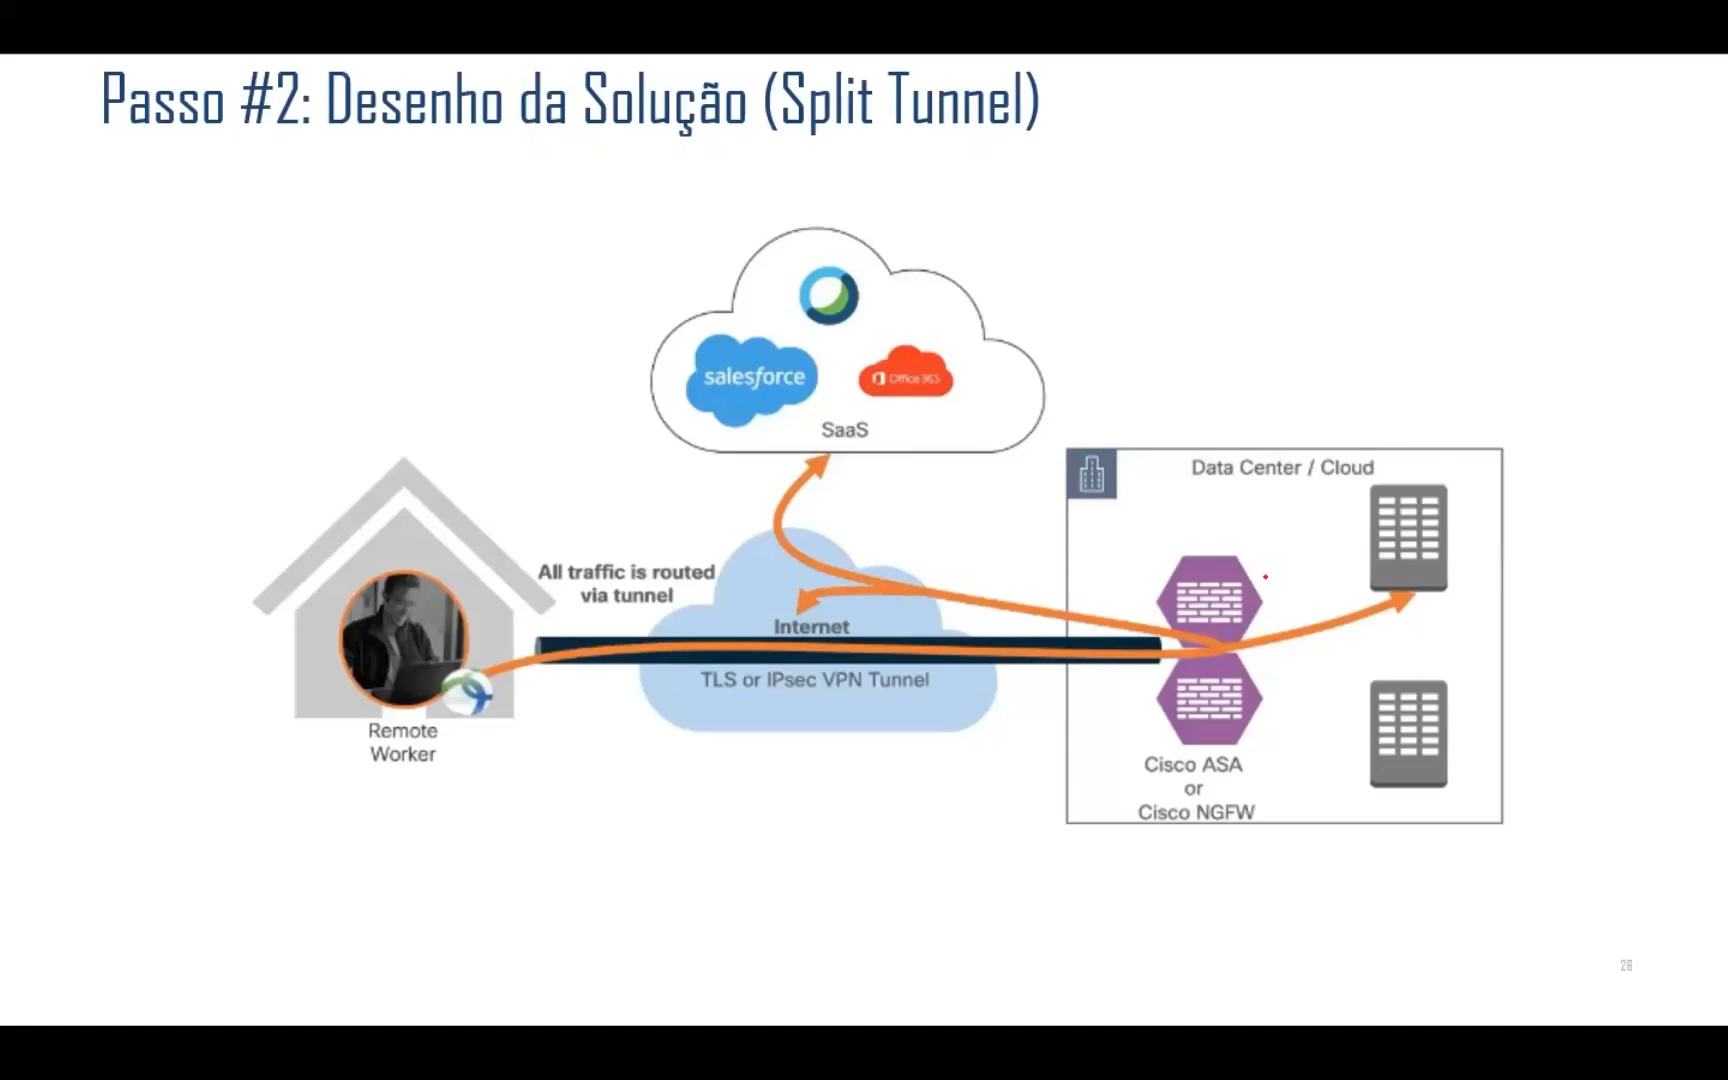 Passo #2: Desenho da Solução (Split Tunnel)
salesforce
Office 365
SaaS
Data Center / Cloud
All traffic is routed
via tunnel
Internet
TLS or IPsec VPN Tunnel
Remote
Worker
Cisco ASA
or
Cisco NGFW
26